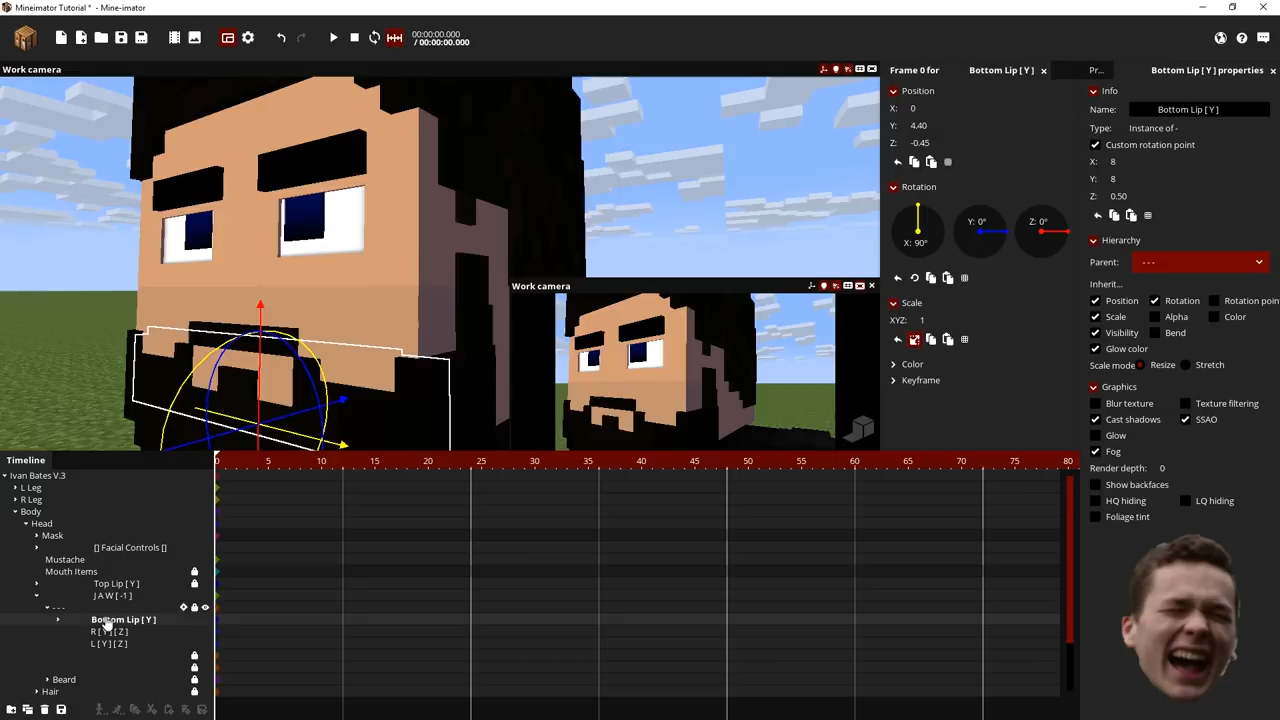 Mineimator Tutorial * - Mine-imator
00:00:00.000
/ 00:00:00.000
Work camera
Work camera
Frame 0 for Bottom Lip [ Y ]
Position
X: 0
Y: 4.40
Z: -0.45
Rotation
X: 90° Y: 0° Z: 0°
Scale
XYZ: 1
Color
Keyframe
Pr...
Bottom Lip [ Y ] properties
Info
Name: Bottom Lip [ Y ]
Type: Instance of -
Custom rotation point
X: 8
Y: 8
Z: 0.50
Hierarchy
Parent: - - -
Inherit...
Position Rotation Rotation poin
Scale Alpha Color
Visibility Bend
Glow color
Scale mode Resize Stretch
Graphics
Blur texture Texture filtering
Cast shadows SSAO
Glow
Fog
Render depth: 0
Show backfaces
HQ hiding LQ hiding
Foliage tint
Timeline
0 5 10 15 20 25 30 35 40 45 50 55 60 65 70 75 80
Ivan Bates V.3
L Leg
R Leg
Body
Head
Mask
[] Facial Controls []
Mustache
Mouth Items
Top Lip [ Y ]
J A W [ -1 ]
- - -
Bottom Lip [ Y ]
R [ Y ] [ Z ]
L [ Y ] [ Z ]
Beard
Hair